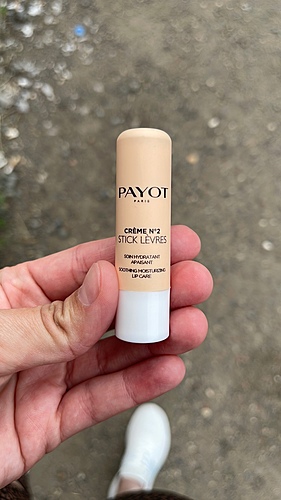 PAYOT
PARIS
CRÈME N°2
STICK LÈVRES
SOIN HYDRATANT
APAISANT
SOOTHING MOISTURIZING
LIP CARE